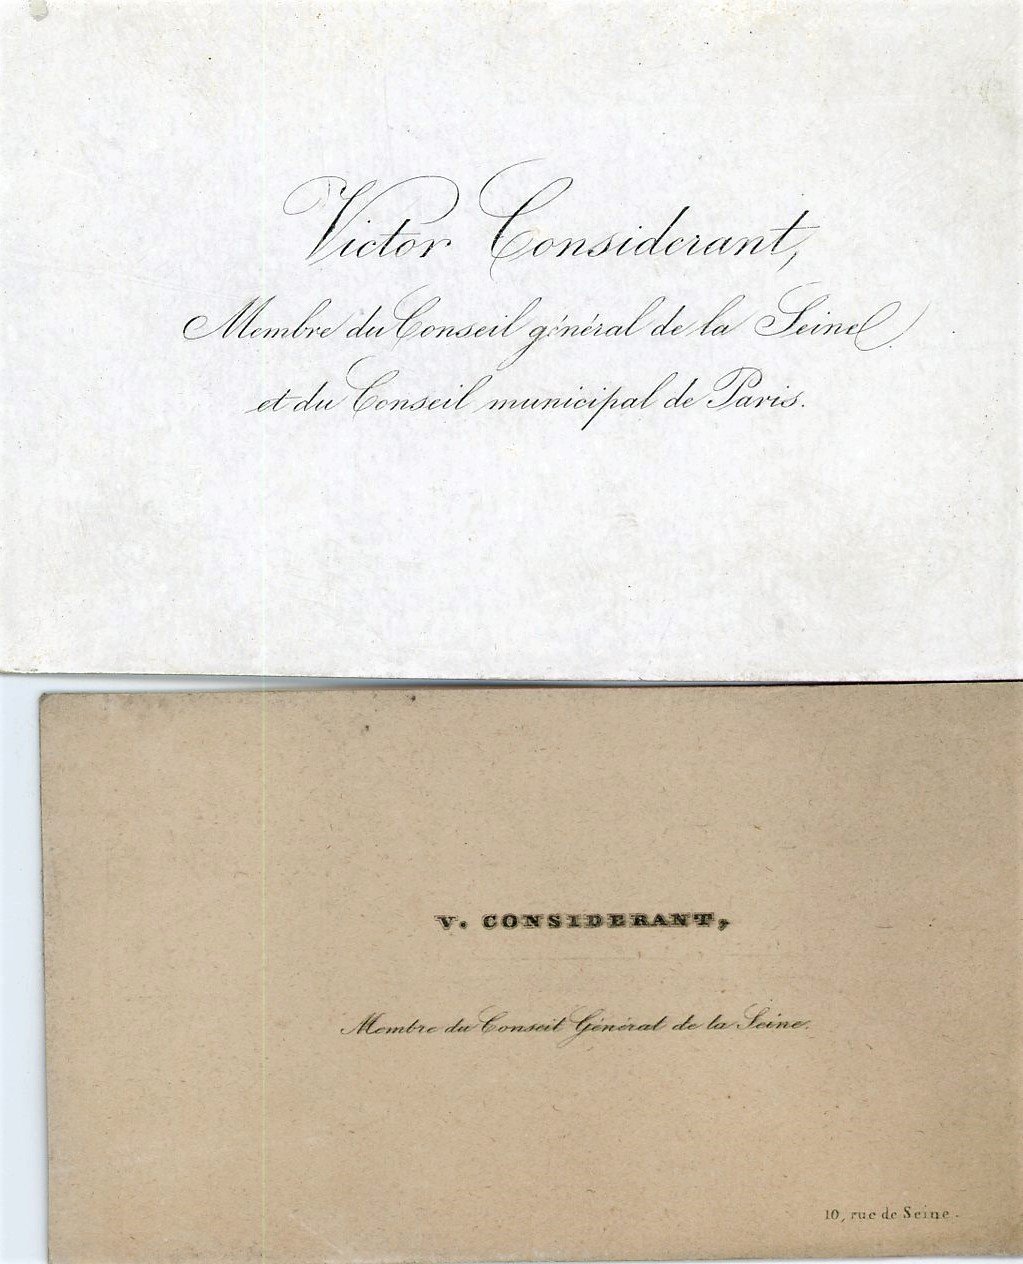 Victor Considerant,
Membre du Conseil général de la Seine
et du Conseil municipal de Paris.
V. CONSIDERANT,
Membre du Conseil Général de la Seine.
10, rue de Seine.